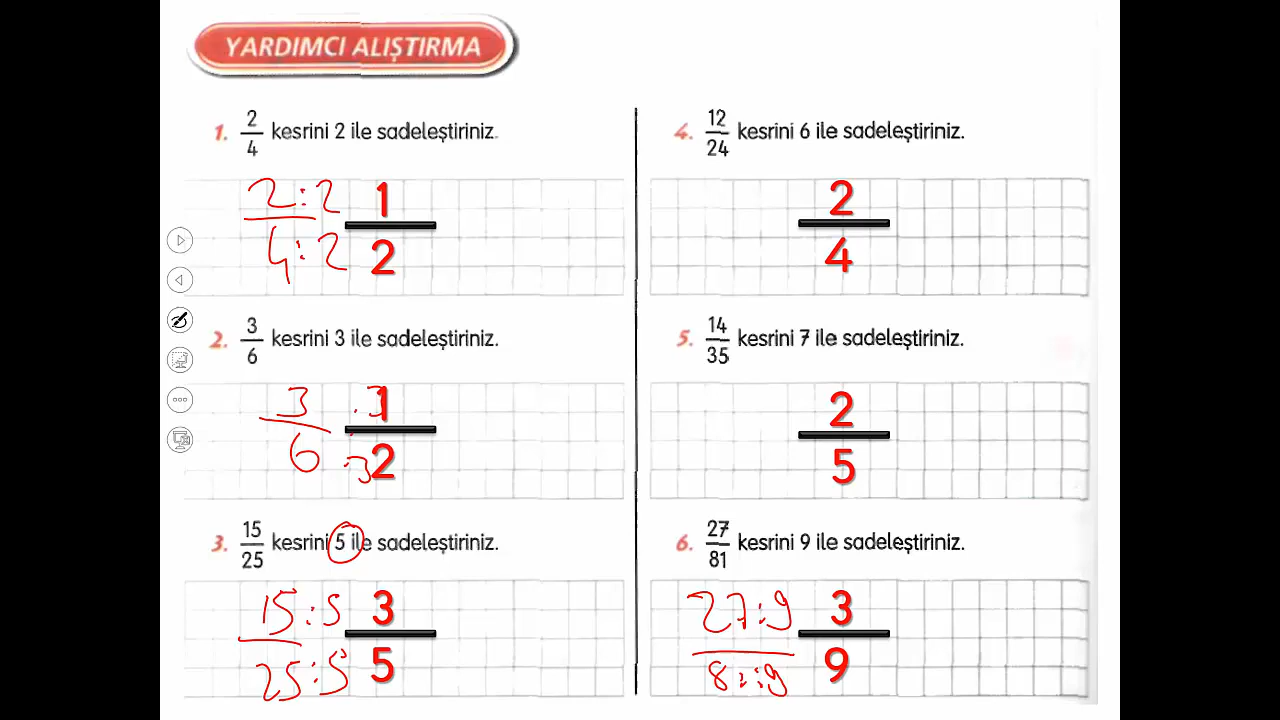 YARDIMCI ALIŞTIRMA
1. 2/4 kesrini 2 ile sadeleştiriniz.
2 : 2
4 : 2
1
2
2. 3/6 kesrini 3 ile sadeleştiriniz.
3 : 3
6 : 3
1
2
3. 15/25 kesrini 5 ile sadeleştiriniz.
15 : 5
25 : 5
3
5
4. 12/24 kesrini 6 ile sadeleştiriniz.
2
4
5. 14/35 kesrini 7 ile sadeleştiriniz.
2
5
6. 27/81 kesrini 9 ile sadeleştiriniz.
27 : 9
81 : 9
3
9